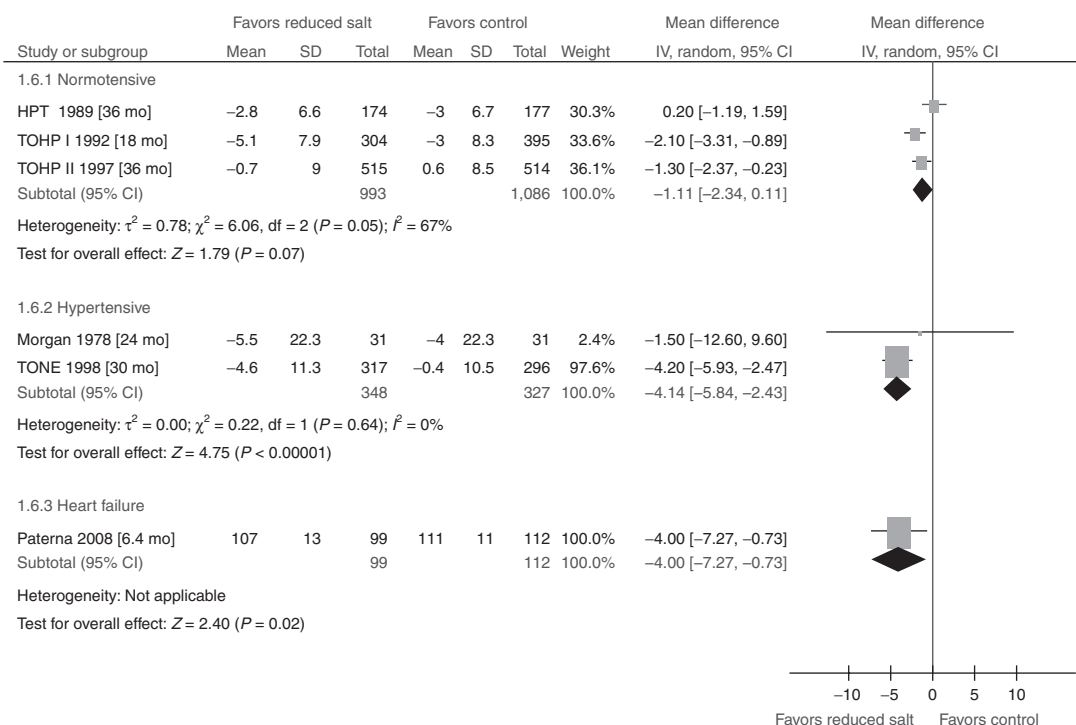 Favors reduced salt Favors control Mean difference Mean difference
Study or subgroup Mean SD Total Mean SD Total Weight IV, random, 95% CI IV, random, 95% CI
1.6.1 Normotensive
HPT 1989 [36 mo] −2.8 6.6 174 −3 6.7 177 30.3% 0.20 [−1.19, 1.59]
TOHP I 1992 [18 mo] −5.1 7.9 304 −3 8.3 395 33.6% −2.10 [−3.31, −0.89]
TOHP II 1997 [36 mo] −0.7 9 515 0.6 8.5 514 36.1% −1.30 [−2.37, −0.23]
Subtotal (95% CI) 993 1,086 100.0% −1.11 [−2.34, 0.11]
Heterogeneity: τ² = 0.78; χ² = 6.06, df = 2 (P = 0.05); I² = 67%
Test for overall effect: Z = 1.79 (P = 0.07)
1.6.2 Hypertensive
Morgan 1978 [24 mo] −5.5 22.3 31 −4 22.3 31 2.4% −1.50 [−12.60, 9.60]
TONE 1998 [30 mo] −4.6 11.3 317 −0.4 10.5 296 97.6% −4.20 [−5.93, −2.47]
Subtotal (95% CI) 348 327 100.0% −4.14 [−5.84, −2.43]
Heterogeneity: τ² = 0.00; χ² = 0.22, df = 1 (P = 0.64); I² = 0%
Test for overall effect: Z = 4.75 (P < 0.00001)
1.6.3 Heart failure
Paterna 2008 [6.4 mo] 107 13 99 111 11 112 100.0% −4.00 [−7.27, −0.73]
Subtotal (95% CI) 99 112 100.0% −4.00 [−7.27, −0.73]
Heterogeneity: Not applicable
Test for overall effect: Z = 2.40 (P = 0.02)
−10 −5 0 5 10
Favors reduced salt Favors control